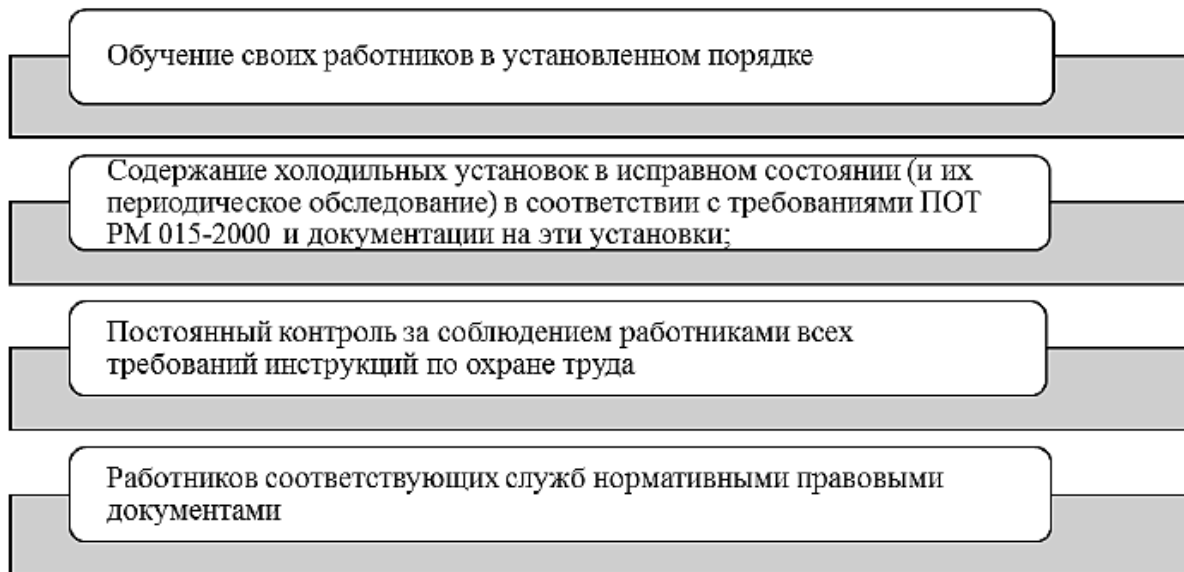 Обучение своих работников в установленном порядке
Содержание холодильных установок в исправном состоянии (и их
периодическое обследование) в соответствии с требованиями ПОТ
РМ 015-2000 и документации на эти установки;
Постоянный контроль за соблюдением работниками всех
требований инструкций по охране труда
Работников соответствующих служб нормативными правовыми
документами